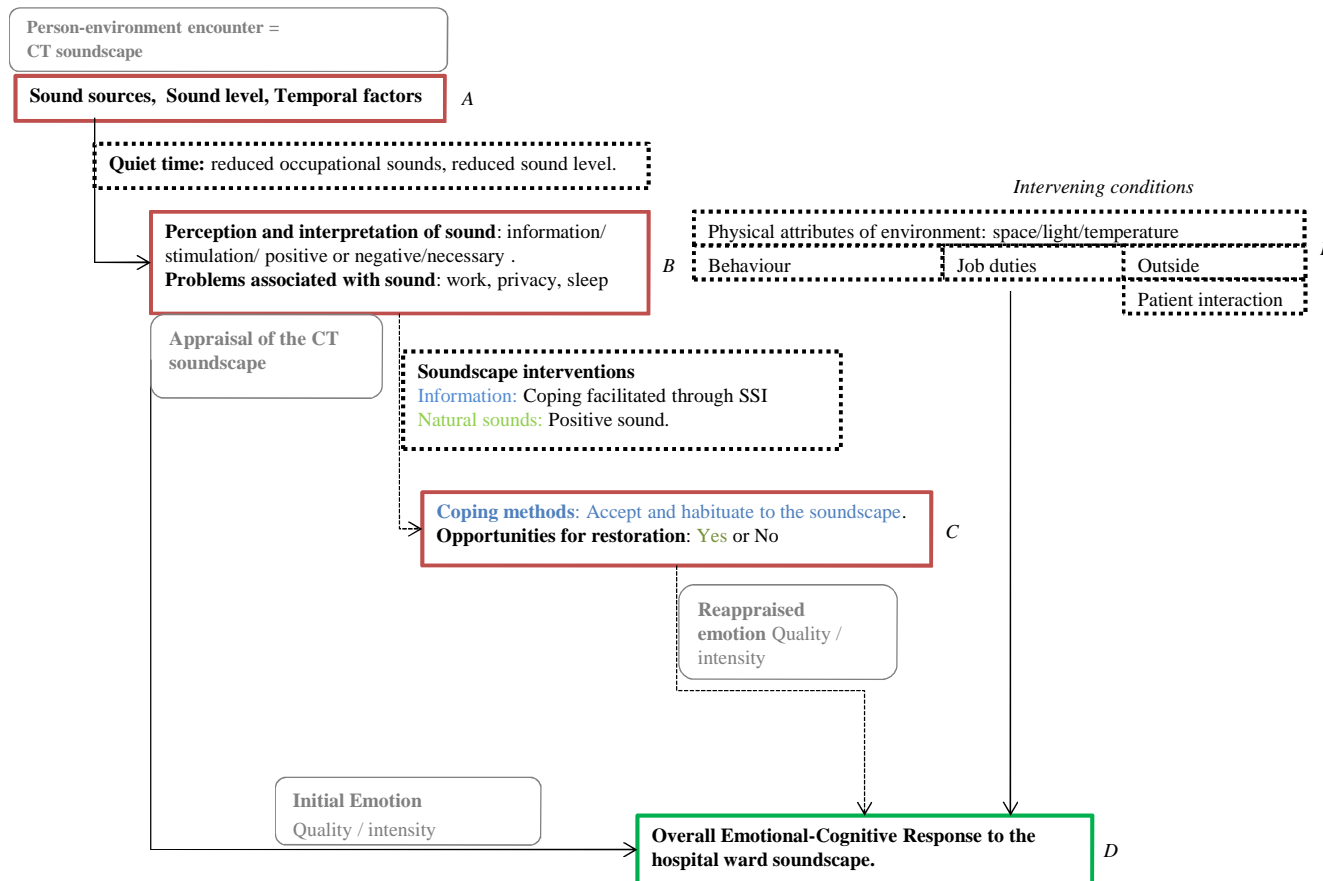 Person-environment encounter =
CT soundscape
Sound sources, Sound level, Temporal factors
A
Quiet time: reduced occupational sounds, reduced sound level.
Intervening conditions
Perception and interpretation of sound: information/
stimulation/ positive or negative/necessary .
Problems associated with sound: work, privacy, sleep
B
Physical attributes of environment: space/light/temperature
Behaviour
Job duties
Outside
Patient interaction
Appraisal of the CT
soundscape
Soundscape interventions
Information: Coping facilitated through SSI
Natural sounds: Positive sound.
Coping methods: Accept and habituate to the soundscape.
Opportunities for restoration: Yes or No
C
Reappraised
emotion Quality /
intensity
Initial Emotion
Quality / intensity
Overall Emotional-Cognitive Response to the
hospital ward soundscape.
D